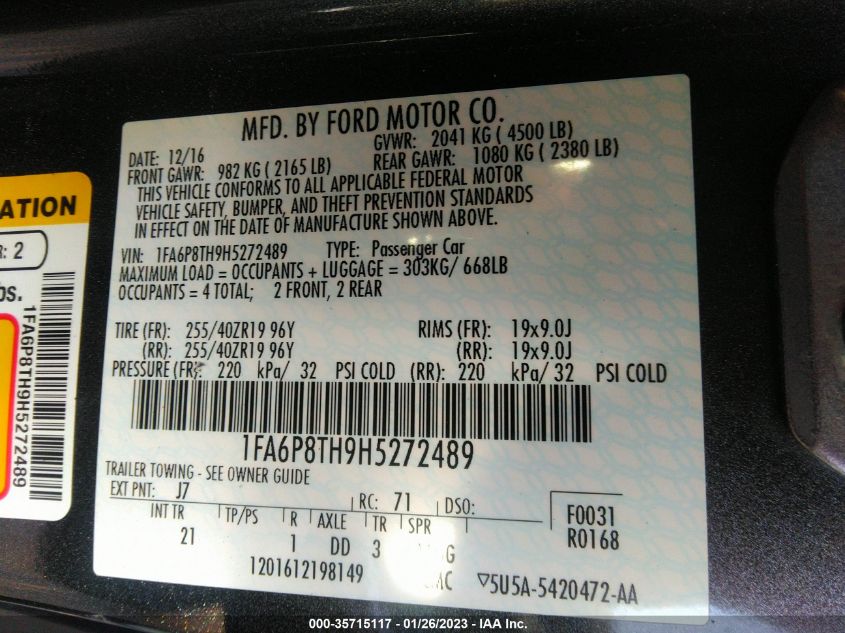 MFD. BY FORD MOTOR CO.
DATE: 12/16 GVWR: 2041 KG ( 4500 LB)
FRONT GAWR: 982 KG ( 2165 LB) REAR GAWR: 1080 KG ( 2380 LB)
THIS VEHICLE CONFORMS TO ALL APPLICABLE FEDERAL MOTOR
VEHICLE SAFETY, BUMPER, AND THEFT PREVENTION STANDARDS
IN EFFECT ON THE DATE OF MANUFACTURE SHOWN ABOVE.
VIN: 1FA6P8TH9H5272489 TYPE: Passenger Car
MAXIMUM LOAD = OCCUPANTS + LUGGAGE = 303KG/ 668LB
OCCUPANTS = 4 TOTAL; 2 FRONT, 2 REAR
TIRE (FR): 255/40ZR19 96Y RIMS (FR): 19x9.0J
(RR): 255/40ZR19 96Y (RR): 19x9.0J
PRESSURE (FR): 220 kPa/ 32 PSI COLD (RR): 220 kPa/ 32 PSI COLD
1FA6P8TH9H5272489
TRAILER TOWING - SEE OWNER GUIDE
EXT PNT: J7 RC: 71 DSO:
INT TR TP/PS R AXLE TR SPR F0031
21 1 DD 3 R0168
1201612198149 ▽5U5A-5420472-AA
ATION
R: 2
bs.
1FA6P8TH9H5272489
000-35715117 - 01/26/2023 - IAA Inc.